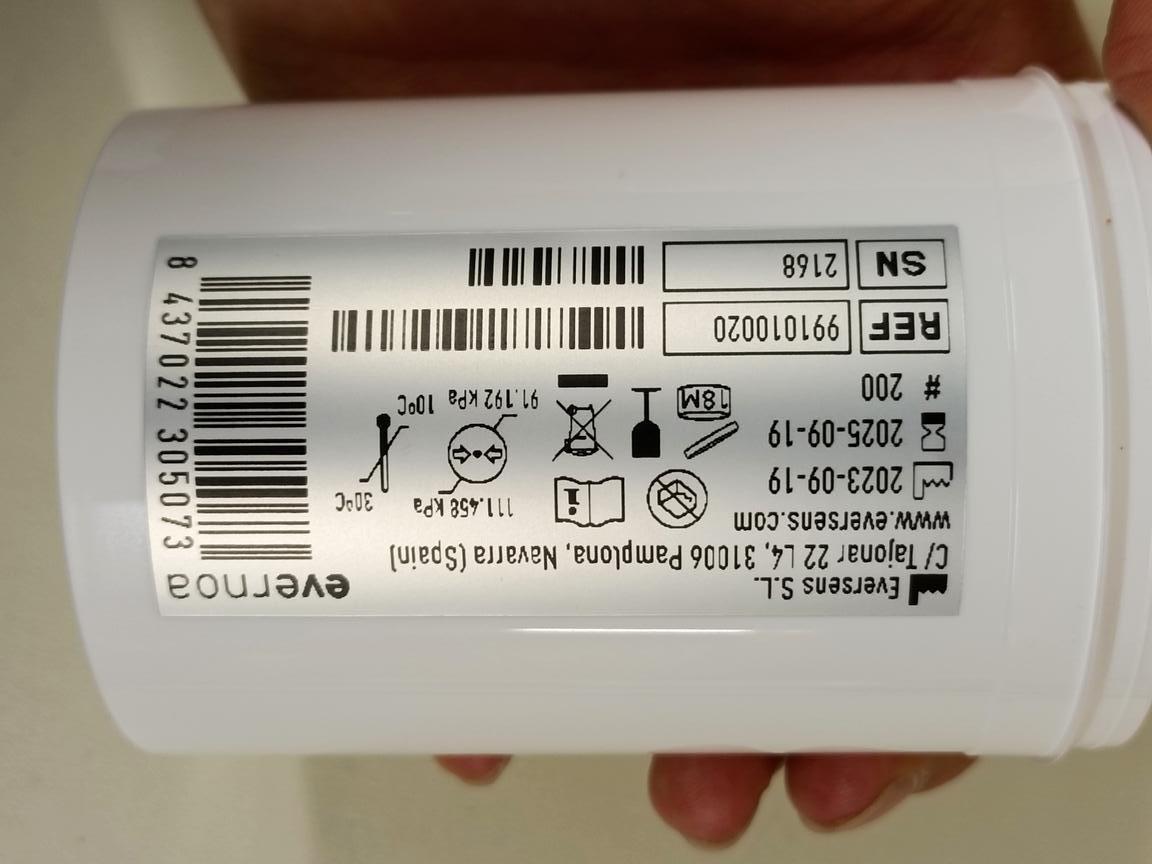 Eversens S.L.
evernoa
C/ Tajonar 22 L4, 31006 Pamplona, Navarra (Spain)
www.eversens.com
2023-09-19
111.458 kPa
30ºC
2025-09-19
18M
91.192 kPa
10ºC
# 200
REF 991010020
SN 2168
8 437022 305073